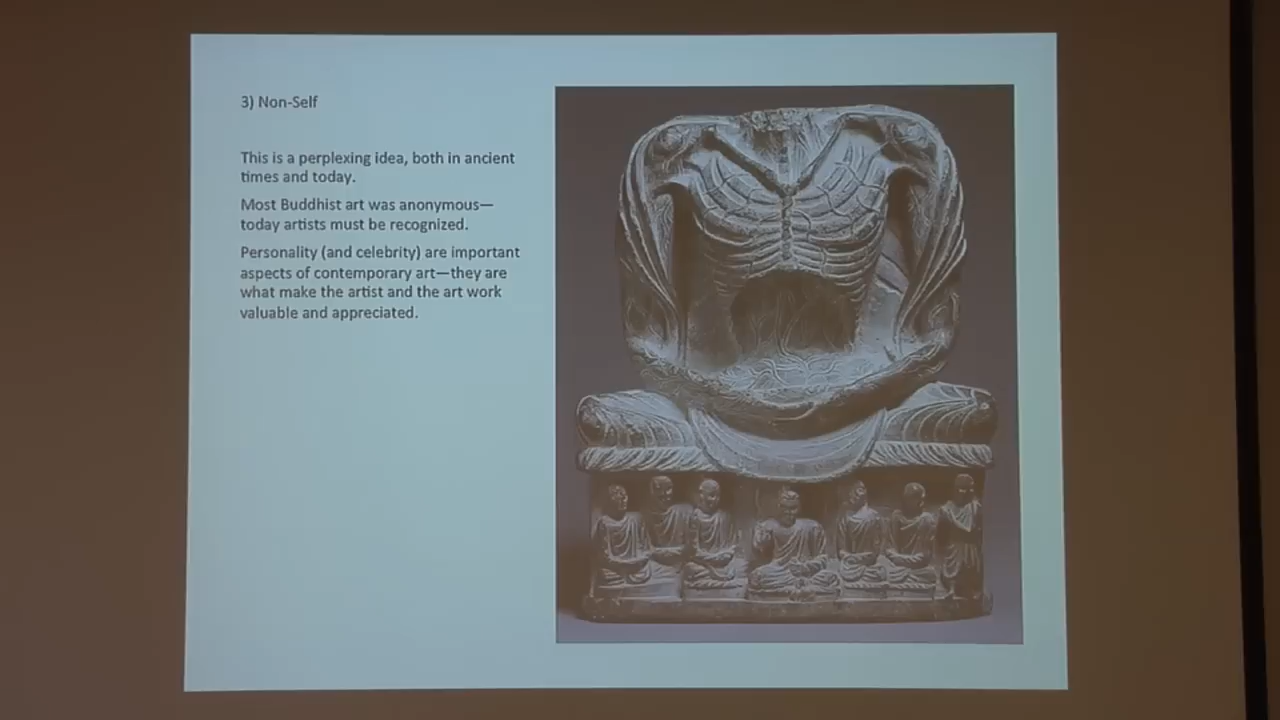 3) Non-Self
This is a perplexing idea, both in ancient
times and today.
Most Buddhist art was anonymous—
today artists must be recognized.
Personality (and celebrity) are important
aspects of contemporary art—they are
what make the artist and the art work
valuable and appreciated.